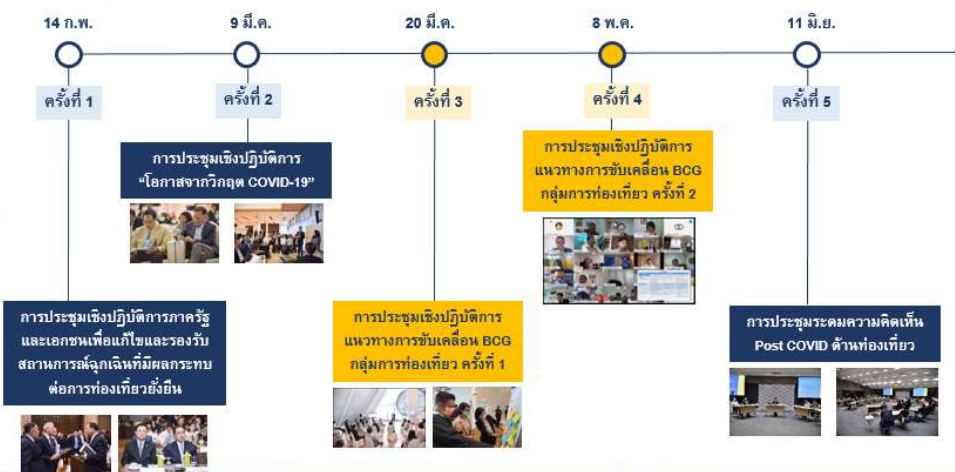 14 ก.พ.
9 มี.ค.
20 มี.ค.
8 พ.ค.
11 มิ.ย.
ครั้งที่ 1
ครั้งที่ 2
ครั้งที่ 3
ครั้งที่ 4
ครั้งที่ 5
การประชุมเชิงปฏิบัติการ
“โอกาสจากวิกฤต COVID-19”
การประชุมเชิงปฏิบัติการ
แนวทางการขับเคลื่อน BCG
กลุ่มการท่องเที่ยว ครั้งที่ 2
การประชุมเชิงปฏิบัติการภาครัฐ
และเอกชนเพื่อแก้ไขและรองรับ
สถานการณ์ฉุกเฉินที่มีผลกระทบ
ต่อการท่องเที่ยวยั่งยืน
การประชุมเชิงปฏิบัติการ
แนวทางการขับเคลื่อน BCG
กลุ่มการท่องเที่ยว ครั้งที่ 1
การประชุมระดมความคิดเห็น
Post COVID ด้านท่องเที่ยว